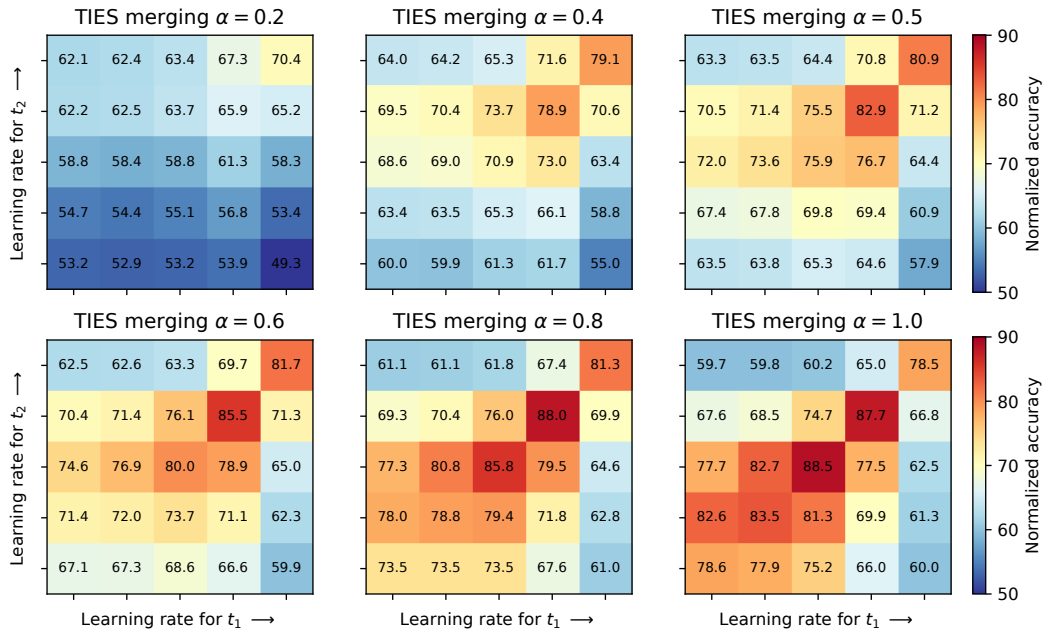 TIES merging α = 0.2
TIES merging α = 0.4
TIES merging α = 0.5
Learning rate for t₂ ⟶
62.1 62.4 63.4 67.3 70.4
62.2 62.5 63.7 65.9 65.2
58.8 58.4 58.8 61.3 58.3
54.7 54.4 55.1 56.8 53.4
53.2 52.9 53.2 53.9 49.3
64.0 64.2 65.3 71.6 79.1
69.5 70.4 73.7 78.9 70.6
68.6 69.0 70.9 73.0 63.4
63.4 63.5 65.3 66.1 58.8
60.0 59.9 61.3 61.7 55.0
63.3 63.5 64.4 70.8 80.9
70.5 71.4 75.5 82.9 71.2
72.0 73.6 75.9 76.7 64.4
67.4 67.8 69.8 69.4 60.9
63.5 63.8 65.3 64.6 57.9
90
80
70
60
50
Normalized accuracy
TIES merging α = 0.6
TIES merging α = 0.8
TIES merging α = 1.0
Learning rate for t₂ ⟶
62.5 62.6 63.3 69.7 81.7
70.4 71.4 76.1 85.5 71.3
74.6 76.9 80.0 78.9 65.0
71.4 72.0 73.7 71.1 62.3
67.1 67.3 68.6 66.6 59.9
Learning rate for t₁ ⟶
61.1 61.1 61.8 67.4 81.3
69.3 70.4 76.0 88.0 69.9
77.3 80.8 85.8 79.5 64.6
78.0 78.8 79.4 71.8 62.8
73.5 73.5 73.5 67.6 61.0
Learning rate for t₁ ⟶
59.7 59.8 60.2 65.0 78.5
67.6 68.5 74.7 87.7 66.8
77.7 82.7 88.5 77.5 62.5
82.6 83.5 81.3 69.9 61.3
78.6 77.9 75.2 66.0 60.0
Learning rate for t₁ ⟶
90
80
70
60
50
Normalized accuracy